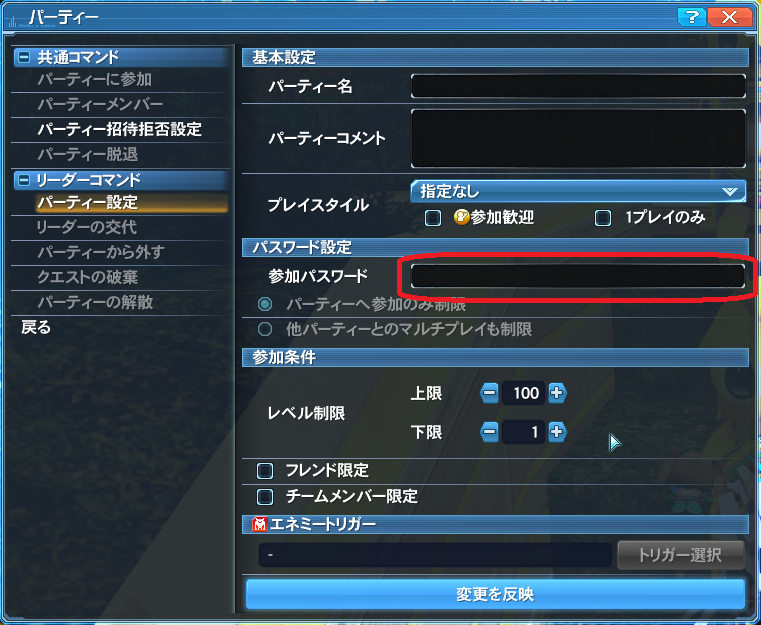 パーティー
?
共通コマンド
パーティーに参加
パーティーメンバー
パーティー招待拒否設定
パーティー脱退
リーダーコマンド
パーティー設定
リーダーの交代
パーティーから外す
クエストの破棄
パーティーの解散
戻る
基本設定
パーティー名
パーティーコメント
プレイスタイル
指定なし
参加歓迎
1プレイのみ
パスワード設定
参加パスワード
パーティーへ参加のみ制限
他パーティーとのマルチプレイも制限
参加条件
レベル制限
上限
100
下限
1
フレンド限定
チームメンバー限定
エネミートリガー
-
トリガー選択
変更を反映